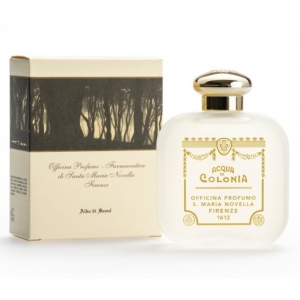 Officina Profumo - Farmaceutica
di Santa Maria Novella
Firenze
Alba di Seoul
ACQUA
DI
COLONIA
OFFICINA PROFUMO
S. MARIA NOVELLA
FIRENZE
1612